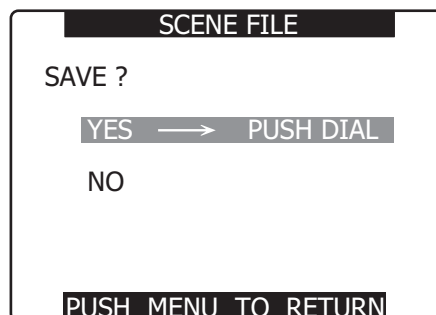 SCENE FILE
SAVE ?
YES → PUSH DIAL
NO
PUSH MENU TO RETURN